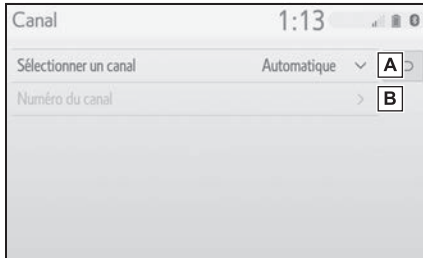 Canal 1:13
Sélectionner un canal Automatique A
Numéro du canal B